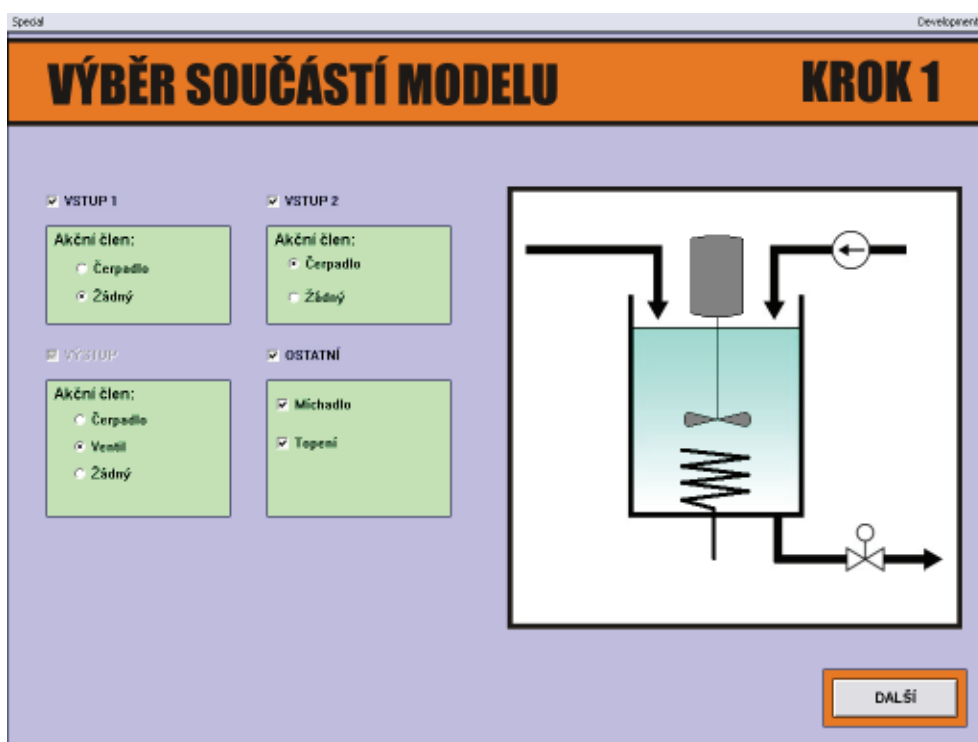 Special Development
VÝBĚR SOUČÁSTÍ MODELU KROK 1
VSTUP 1
Akční člen:
Čerpadlo
Žádný
VSTUP 2
Akční člen:
Čerpadlo
Žádný
VÝSTUP
Akční člen:
Čerpadlo
Ventil
Žádný
OSTATNÍ
Míchadlo
Topení
DALŠÍ